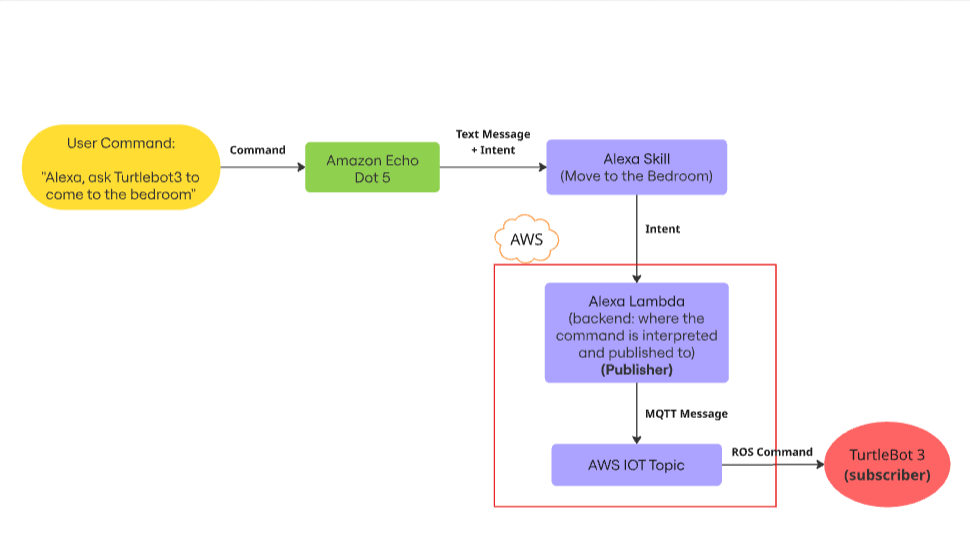 User Command:
"Alexa, ask Turtlebot3 to
come to the bedroom"
Command
Amazon Echo
Dot 5
Text Message
+ Intent
Alexa Skill
(Move to the Bedroom)
Intent
AWS
Alexa Lambda
(backend: where the
command is interpreted
and published to)
(Publisher)
MQTT Message
AWS IOT Topic
ROS Command
TurtleBot 3
(subscriber)